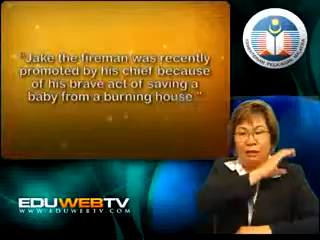 "Jake the fireman was recently
promoted by his chief because
of his brave act of saving a
baby from a burning house."
EDUWEBTV
WWW.EDUWEBTV.COM